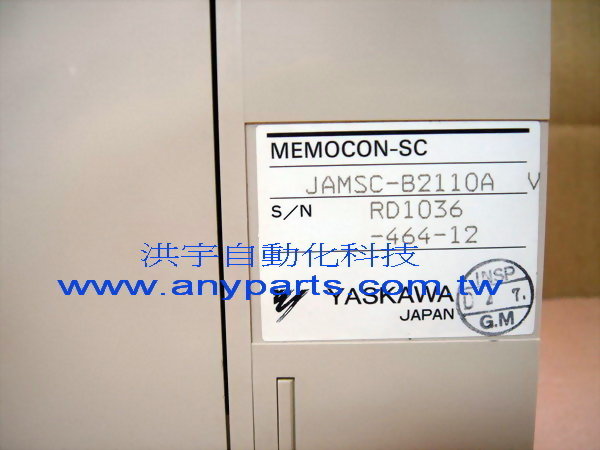 MEMOCON-SC
JAMSC-B2110A V
S/N RD1036
-464-12
洪宇自動化科技
www.anyparts.com.tw
YASKAWA
JAPAN
INSP
D 2 7.
G.M